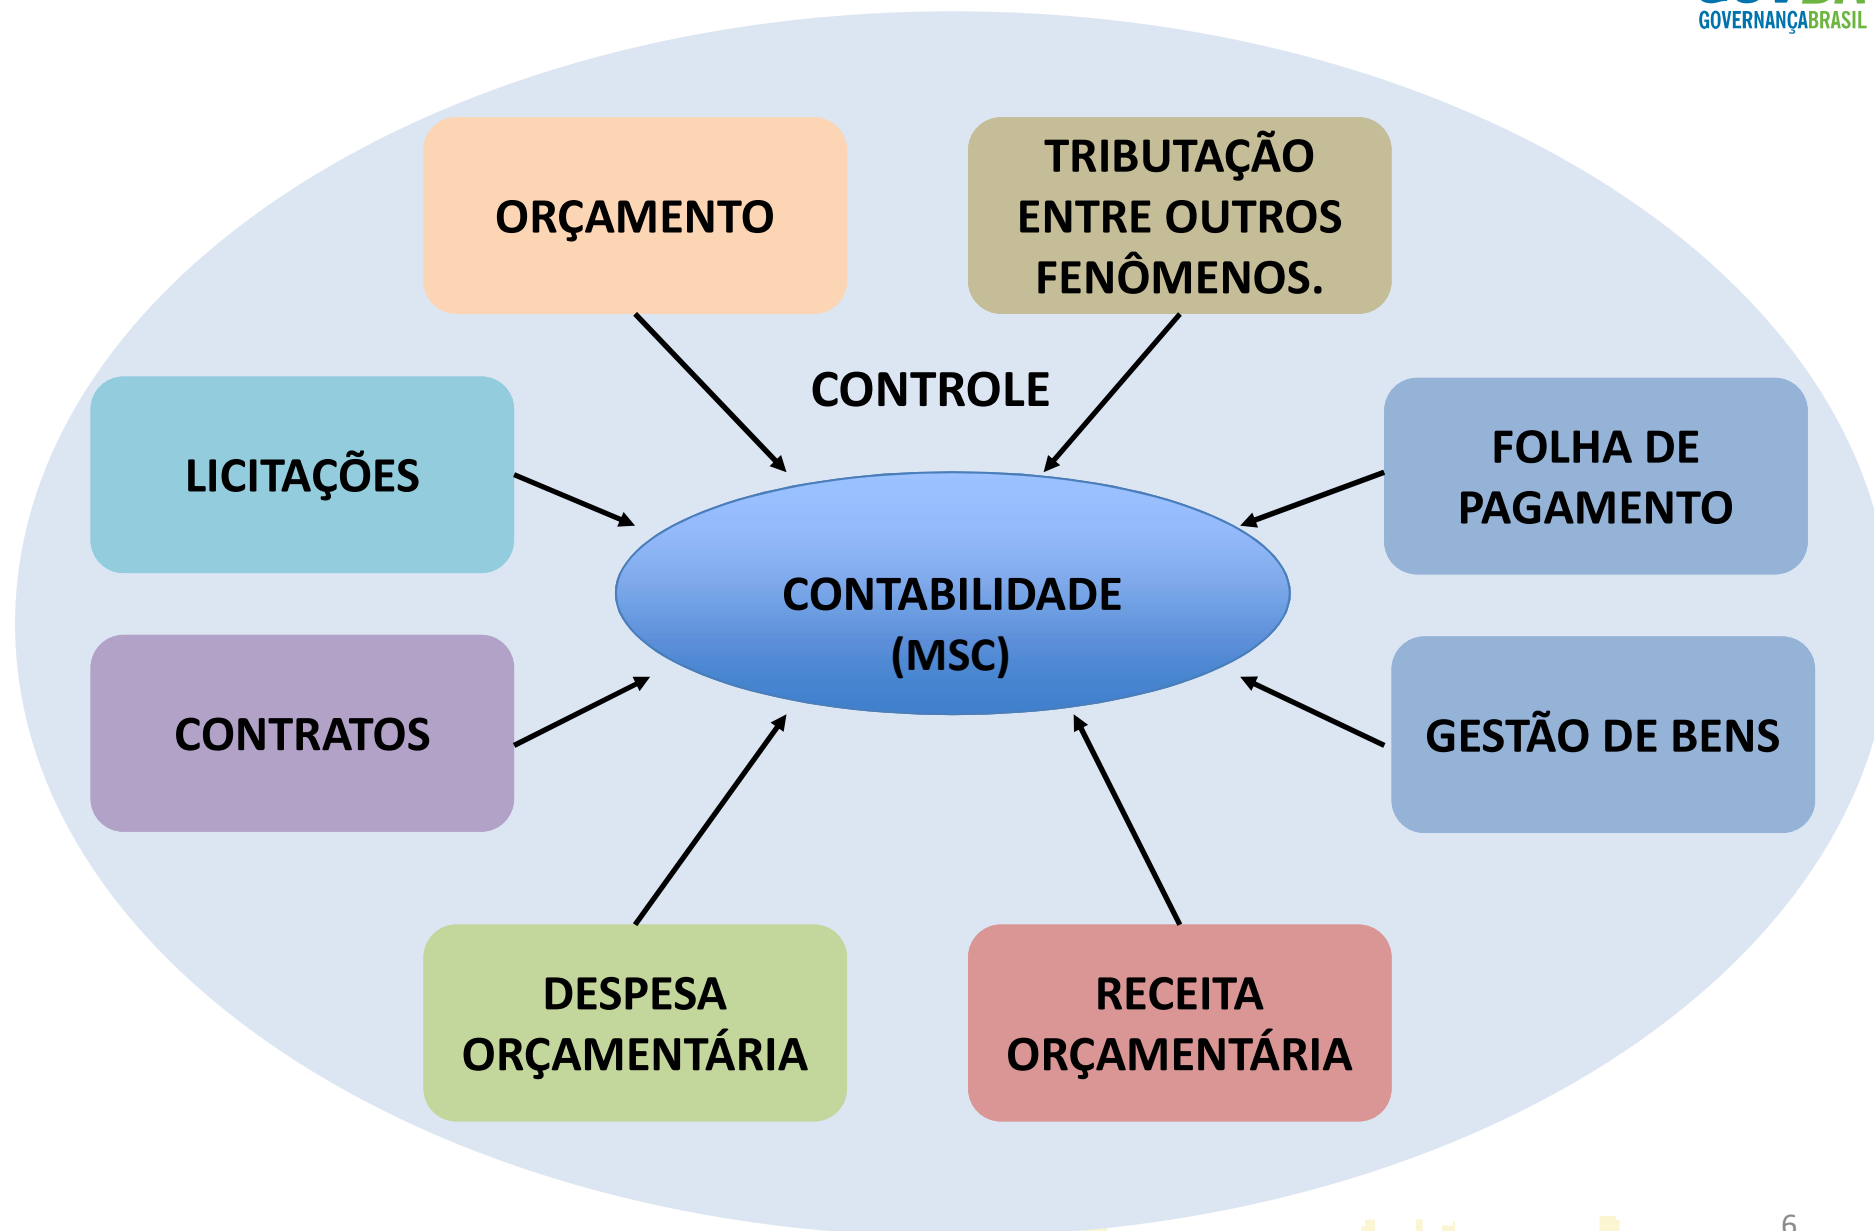 GOVERNANÇABRASIL
ORÇAMENTO
TRIBUTAÇÃO
ENTRE OUTROS
FENÔMENOS.
CONTROLE
LICITAÇÕES
FOLHA DE
PAGAMENTO
CONTABILIDADE
(MSC)
CONTRATOS
GESTÃO DE BENS
DESPESA
ORÇAMENTÁRIA
RECEITA
ORÇAMENTÁRIA
6